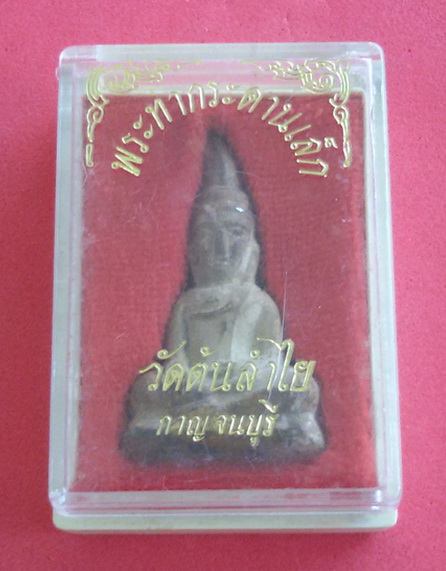 พระท่ากระดานเล็ก
วัดต้นลำไย
กาญจนบุรี